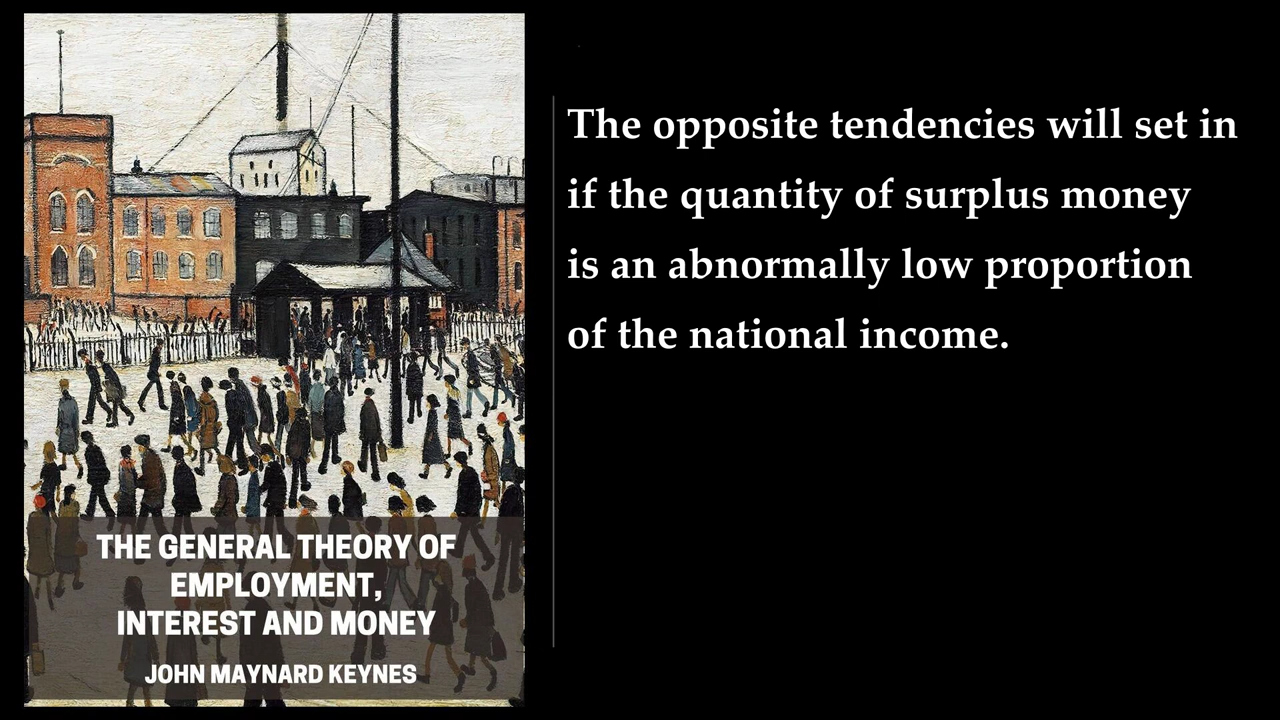 THE GENERAL THEORY OF
EMPLOYMENT,
INTEREST AND MONEY
JOHN MAYNARD KEYNES
The opposite tendencies will set in
if the quantity of surplus money
is an abnormally low proportion
of the national income.